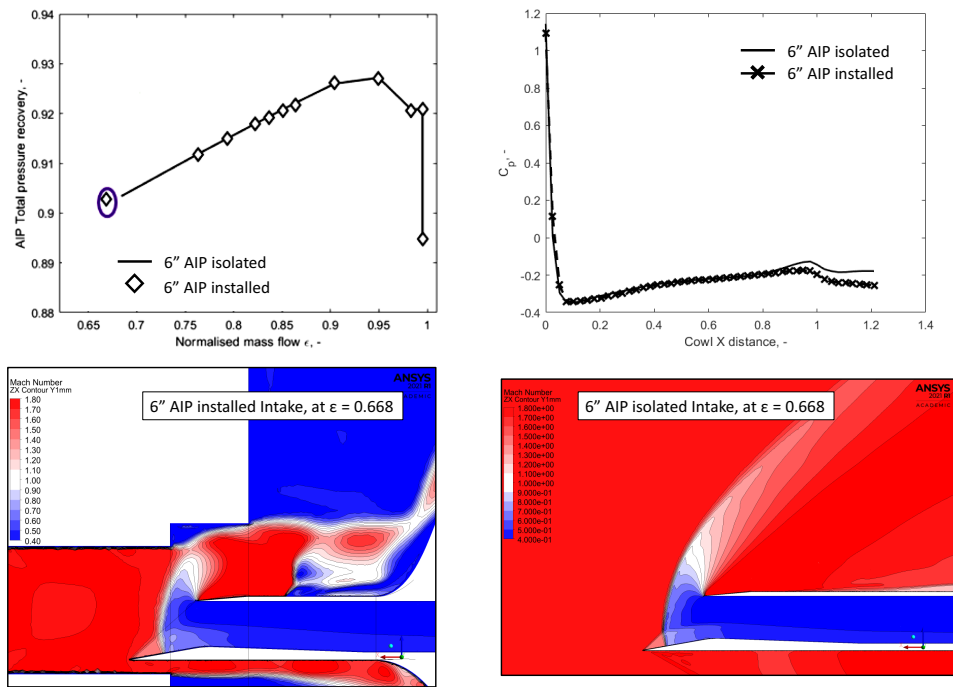 0.94
0.93
0.92
0.91
0.9
0.89
0.88
AIP Total pressure recovery, -
6” AIP isolated
6” AIP installed
0.65 0.7 0.75 0.8 0.85 0.9 0.95 1
Normalised mass flow ϵ, -
1.2
1
0.8
0.6
0.4
0.2
0
-0.2
-0.4
Cp, -
6” AIP isolated
6” AIP installed
0 0.2 0.4 0.6 0.8 1 1.2 1.4
Cowl X distance, -
Mach Number
ZX Contour Y1mm
1.80
1.70
1.60
1.50
1.40
1.30
1.20
1.10
1.00
0.90
0.80
0.70
0.60
0.50
0.40
ANSYS
6” AIP installed Intake, at ε = 0.668
Mach Number
ZX Contour Y1mm
1.800e+00
1.700e+00
1.600e+00
1.500e+00
1.400e+00
1.300e+00
1.200e+00
1.100e+00
1.000e+00
9.000e-01
8.000e-01
7.000e-01
6.000e-01
5.000e-01
4.000e-01
ANSYS
2021 R1
ACADEMIC
6” AIP isolated Intake, at ε = 0.668